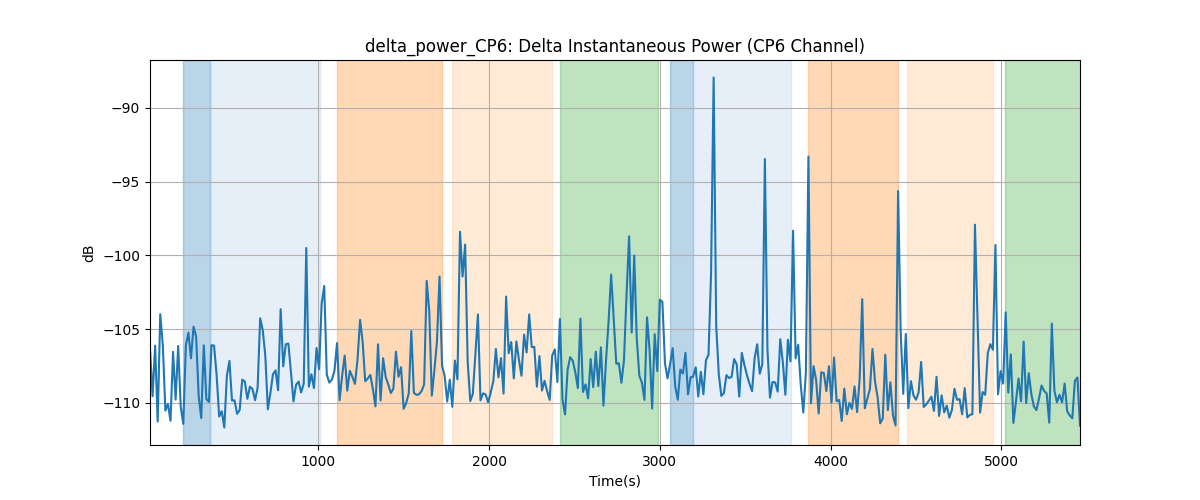 delta_power_CP6: Delta Instantaneous Power (CP6 Channel)
dB
−90
−95
−100
−105
−110
1000 2000 3000 4000 5000
Time(s)